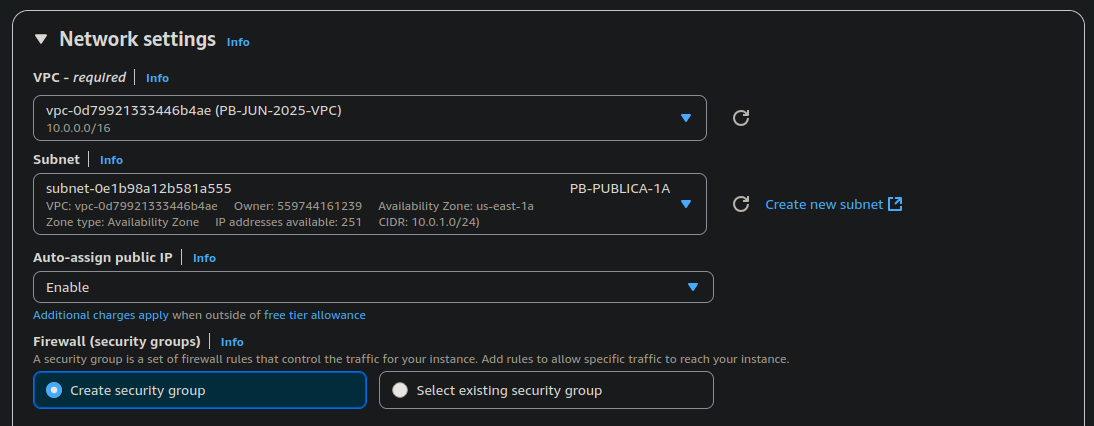 Network settings Info
VPC - required Info
vpc-0d79921333446b4ae (PB-JUN-2025-VPC)
10.0.0.0/16
Subnet Info
subnet-0e1b98a12b581a555 PB-PUBLICA-1A
VPC: vpc-0d79921333446b4ae Owner: 559744161239 Availability Zone: us-east-1a
Zone type: Availability Zone IP addresses available: 251 CIDR: 10.0.1.0/24)
Create new subnet
Auto-assign public IP Info
Enable
Additional charges apply when outside of free tier allowance
Firewall (security groups) Info
A security group is a set of firewall rules that control the traffic for your instance. Add rules to allow specific traffic to reach your instance.
Create security group Select existing security group